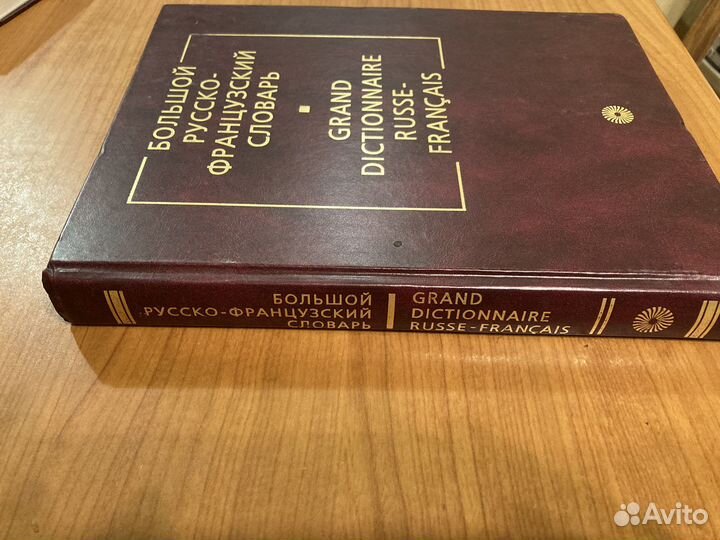 БОЛЬШОЙ
РУССКО-
ФРАНЦУЗСКИЙ
СЛОВАРЬ
GRAND
DICTIONNAIRE
RUSSE-
FRANÇAIS
БОЛЬШОЙ
РУССКО-ФРАНЦУЗСКИЙ
СЛОВАРЬ
GRAND
DICTIONNAIRE
RUSSE-FRANÇAIS
Avito